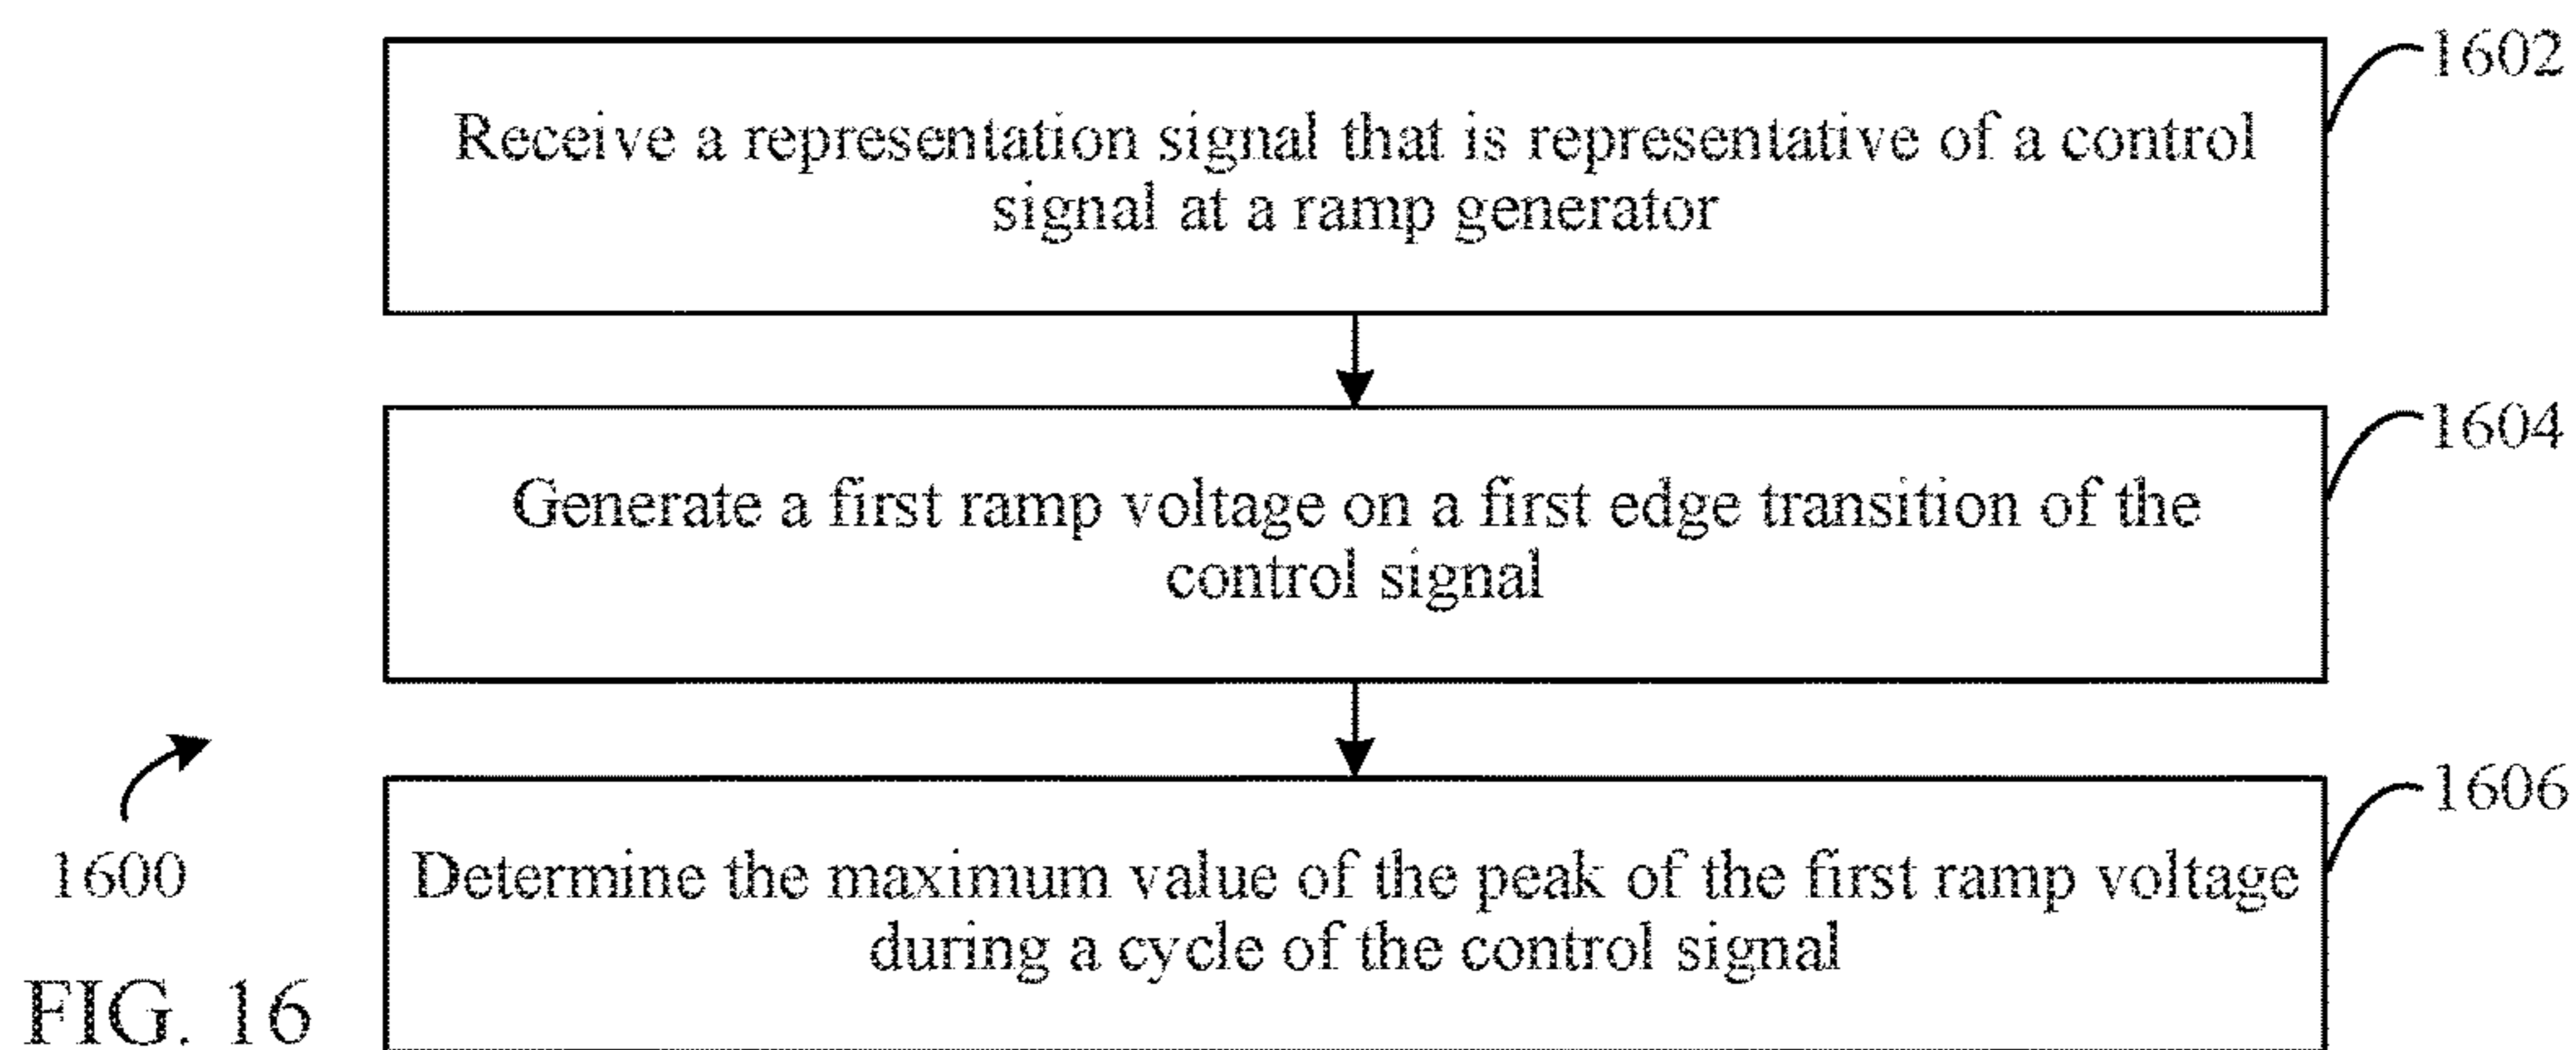 1602
Receive a representation signal that is representative of a control
signal at a ramp generator
1604
Generate a first ramp voltage on a first edge transition of the
control signal
1606
Determine the maximum value of the peak of the first ramp voltage
during a cycle of the control signal
1600
FIG. 16